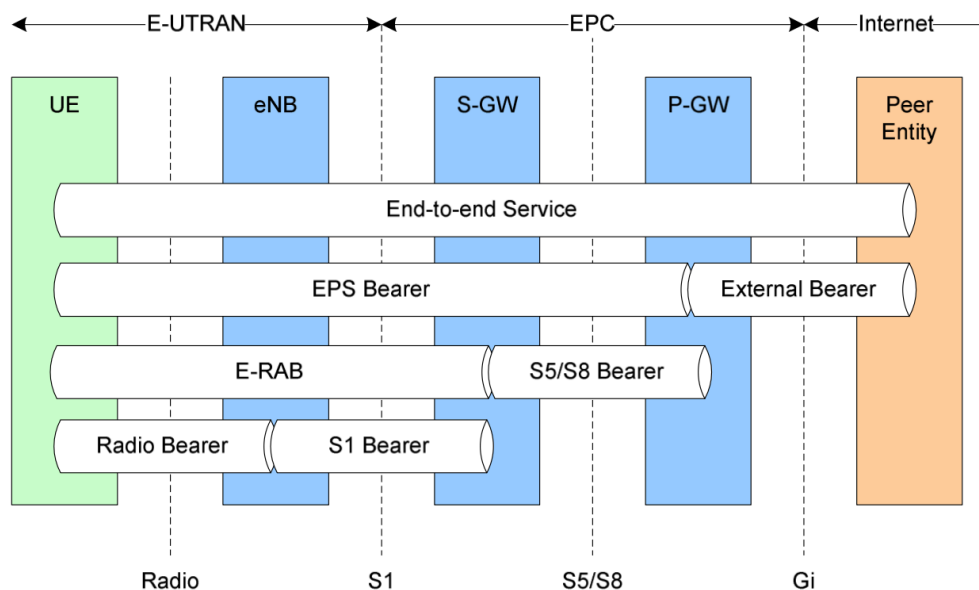 E-UTRAN
EPC
Internet
UE
eNB
S-GW
P-GW
Peer
Entity
End-to-end Service
EPS Bearer
External Bearer
E-RAB
S5/S8 Bearer
Radio Bearer
S1 Bearer
Radio
S1
S5/S8
Gi